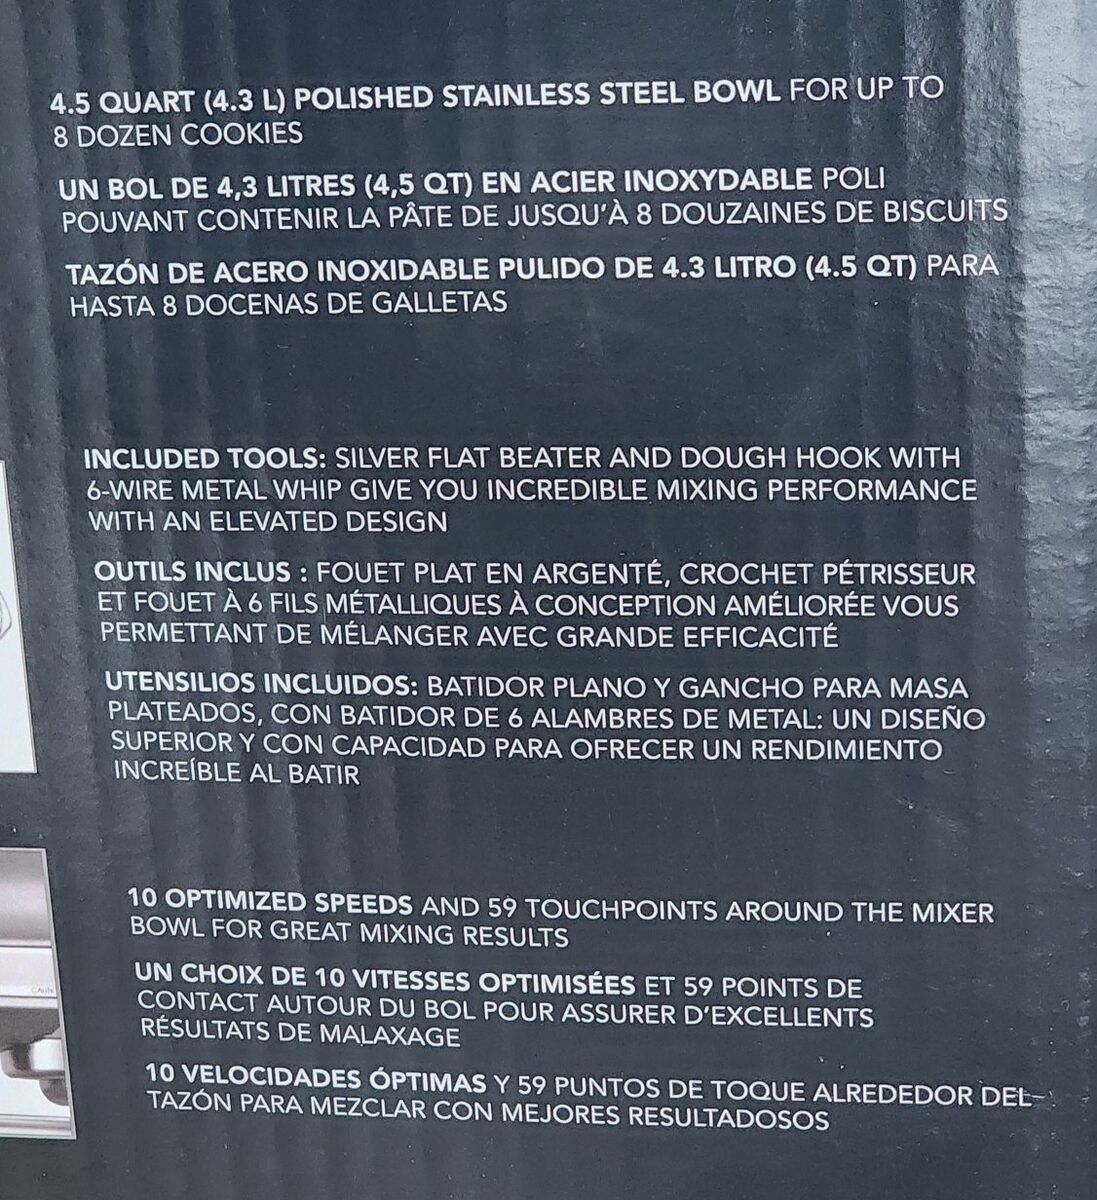 4.5 QUART (4.3 L) POLISHED STAINLESS STEEL BOWL FOR UP TO
8 DOZEN COOKIES
UN BOL DE 4,3 LITRES (4,5 QT) EN ACIER INOXYDABLE POLI
POUVANT CONTENIR LA PÂTE DE JUSQU'À 8 DOUZAINES DE BISCUITS
TAZÓN DE ACERO INOXIDABLE PULIDO DE 4.3 LITRO (4.5 QT) PARA
HASTA 8 DOCENAS DE GALLETAS
INCLUDED TOOLS: SILVER FLAT BEATER AND DOUGH HOOK WITH
6-WIRE METAL WHIP GIVE YOU INCREDIBLE MIXING PERFORMANCE
WITH AN ELEVATED DESIGN
OUTILS INCLUS : FOUET PLAT EN ARGENTÉ, CROCHET PÉTRISSEUR
ET FOUET À 6 FILS MÉTALLIQUES À CONCEPTION AMÉLIORÉE VOUS
PERMETTANT DE MÉLANGER AVEC GRANDE EFFICACITÉ
UTENSILIOS INCLUIDOS: BATIDOR PLANO Y GANCHO PARA MASA
PLATEADOS, CON BATIDOR DE 6 ALAMBRES DE METAL: UN DISEÑO
SUPERIOR Y CON CAPACIDAD PARA OFRECER UN RENDIMIENTO
INCREÍBLE AL BATIR
10 OPTIMIZED SPEEDS AND 59 TOUCHPOINTS AROUND THE MIXER
BOWL FOR GREAT MIXING RESULTS
UN CHOIX DE 10 VITESSES OPTIMISÉES ET 59 POINTS DE
CONTACT AUTOUR DU BOL POUR ASSURER D'EXCELLENTS
RÉSULTATS DE MALAXAGE
10 VELOCIDADES ÓPTIMAS Y 59 PUNTOS DE TOQUE ALREDEDOR DEL
TAZÓN PARA MEZCLAR CON MEJORES RESULTADOSOS